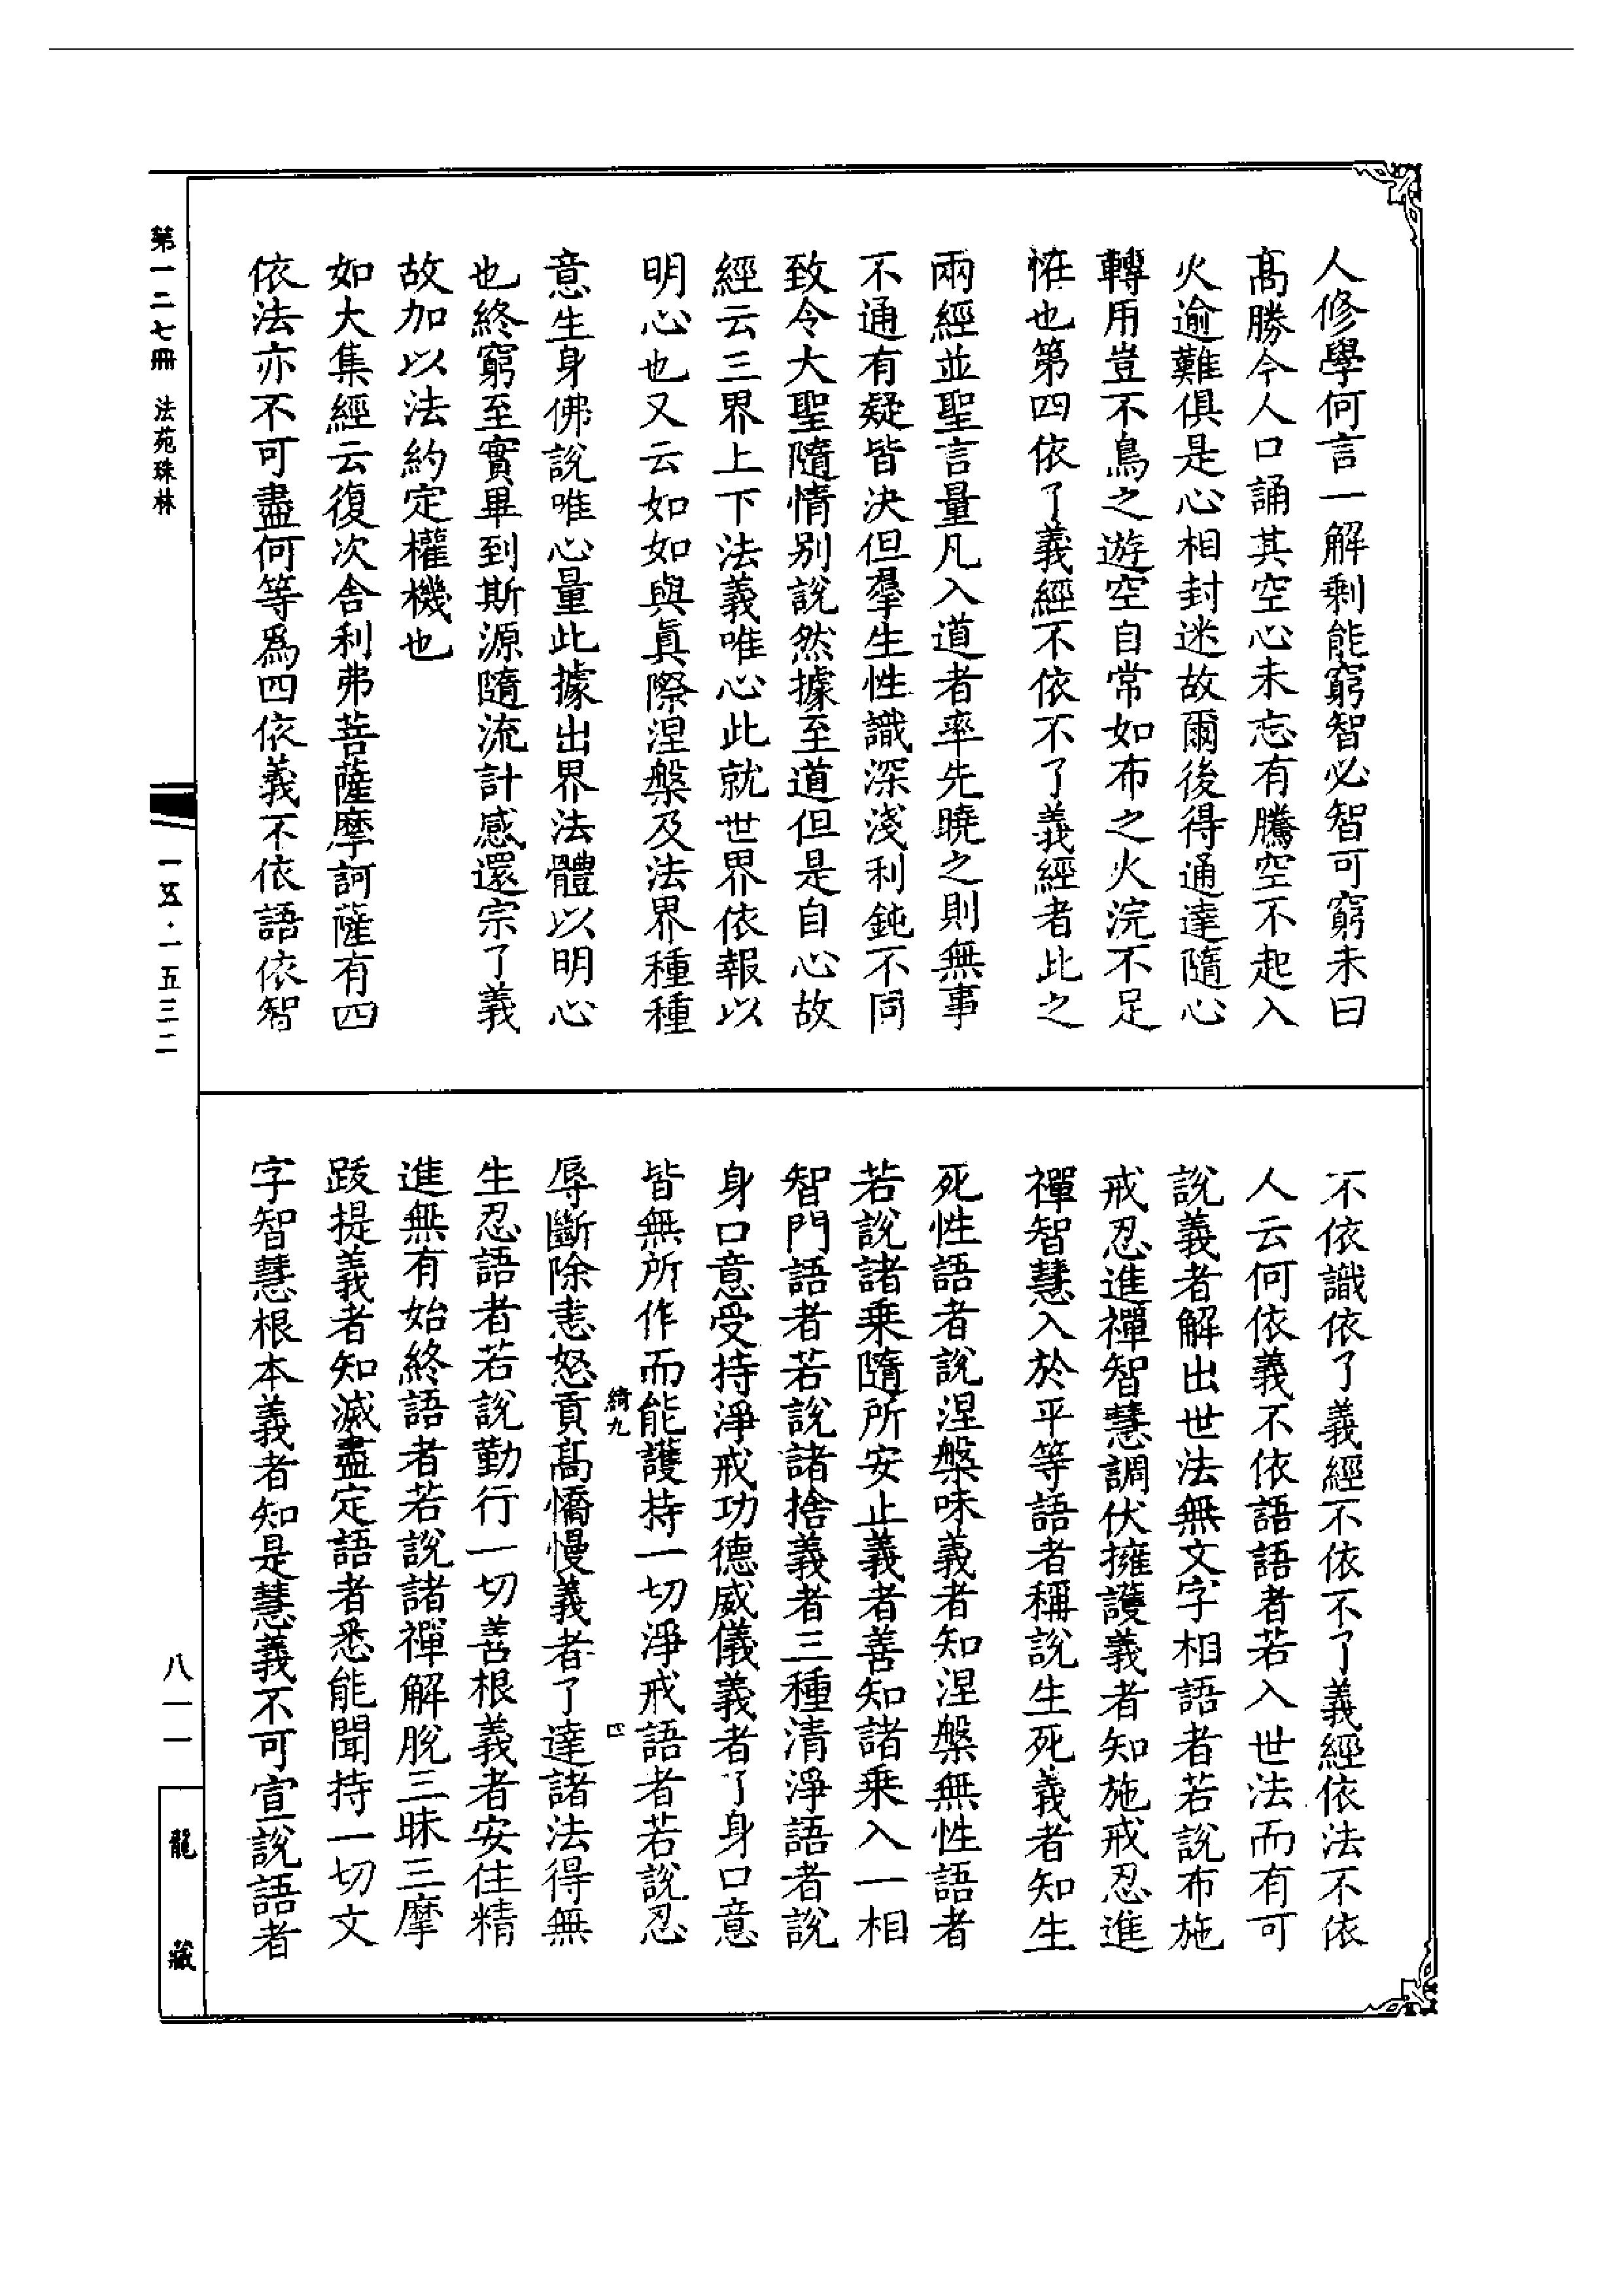 人修學何言一解剩能窮智必智可窮未曰
高勝今人口誦其空心未忘有騰空不起入
火逾難俱是心相封迷故爾後得通達隨心
轉用豈不鳥之遊空自常如布之火浣不足
恠也第四依了義經不依不了義經者此之
兩經並聖言量凡入道者率先曉之則無事
不通有疑皆決但羣生性識深淺利鈍不同
致令大聖隨情別說然據至道但是自心故
經云三界上下法義唯心此就世界依報以
明心也又云如如與眞際涅槃及法界種種
意生身佛說唯心量此據出界法體以明心
也終窮至實畢到斯源隨流計感還宗了義
故加以法約定權機也
如大集經云復次舍利弗菩薩摩訶薩有四
依法亦不可盡何等爲四依義不依語依智
不依識依了義經不依不了義經依法不依
人云何依義不依語語者若入世法而有可
說義者解出世法無文字相語者若說布施
戒忍進禪智慧調伏擁護義者知施戒忍進
禪智慧入於平等語者稱說生死義者知生
死性語者說涅槃味義者知涅槃無性語者
若說諸乗隨所安止義者善知諸乗入一相
智門語者若說諸捨義者三種清淨語者說
身口意受持淨戒功德威儀義者了身口意
皆無所作而能護持一切淨戒語者若說忍
綺九 四
辱斷除恚怒貢高憍慢義者了達諸法得無
生忍語者若說勤行一切善根義者安住精
進無有始終語者若說諸禪解脫三昧三摩
䟦提義者知滅盡定語者悉能聞持一切文
字智慧根本義者知是慧義不可宣說語者
第一二七冊 法苑珠林
一五·一五三二
八一一
龍藏